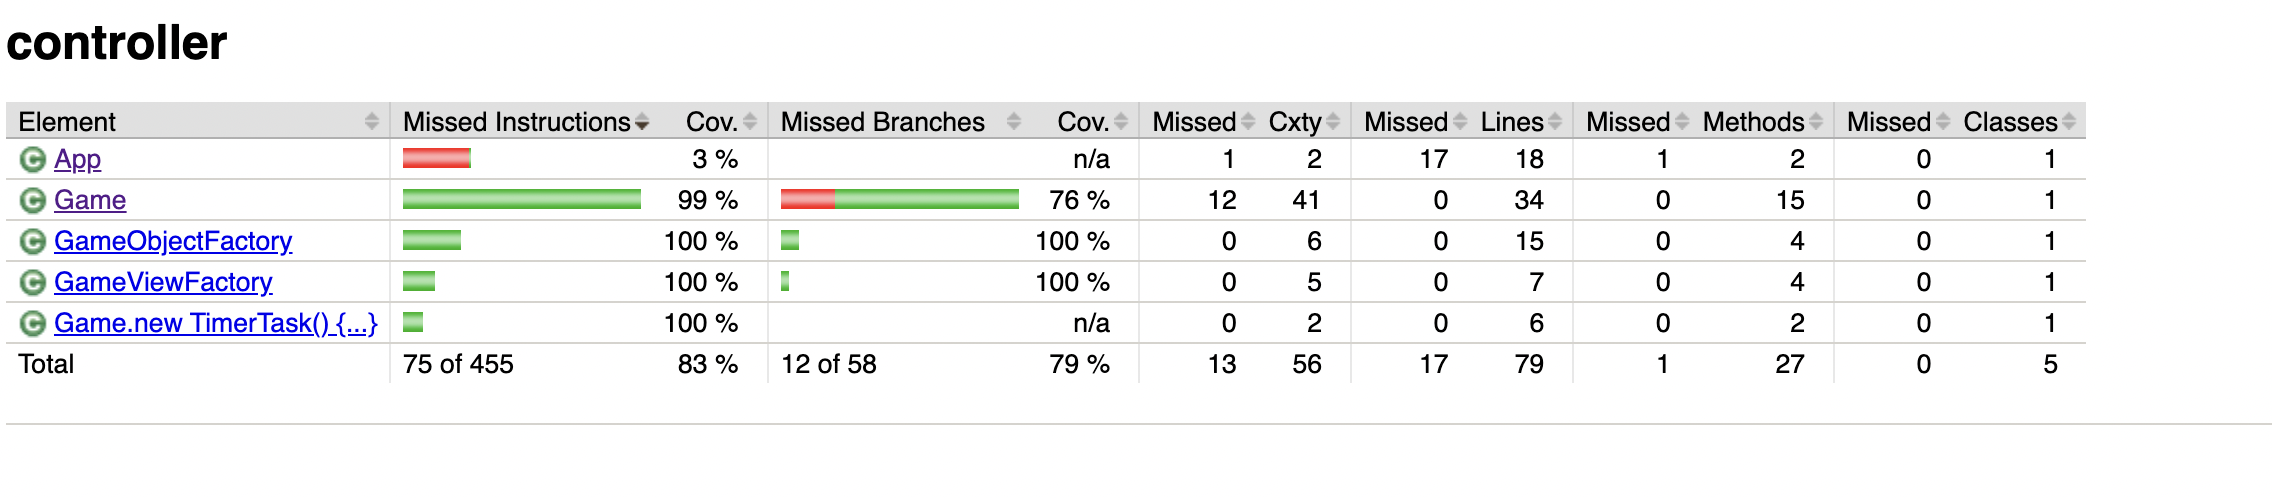 controller
Element Missed Instructions Cov. Missed Branches Cov. Missed Cxty Missed Lines Missed Methods Missed Classes
C App 3 % n/a 1 2 17 18 1 2 0 1
C Game 99 % 76 % 12 41 0 34 0 15 0 1
C GameObjectFactory 100 % 100 % 0 6 0 15 0 4 0 1
C GameViewFactory 100 % 100 % 0 5 0 7 0 4 0 1
C Game.new TimerTask() {...} 100 % n/a 0 2 0 6 0 2 0 1
Total 75 of 455 83 % 12 of 58 79 % 13 56 17 79 1 27 0 5